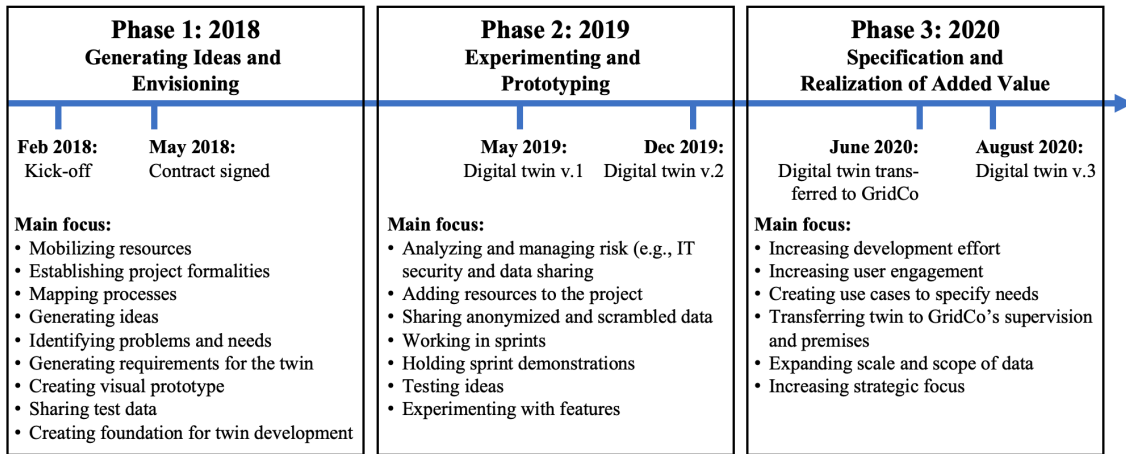 Phase 1: 2018
Generating Ideas and
Envisioning
Feb 2018:
Kick-off
May 2018:
Contract signed
Main focus:
• Mobilizing resources
• Establishing project formalities
• Mapping processes
• Generating ideas
• Identifying problems and needs
• Generating requirements for the twin
• Creating visual prototype
• Sharing test data
• Creating foundation for twin development
Phase 2: 2019
Experimenting and
Prototyping
May 2019:
Digital twin v.1
Dec 2019:
Digital twin v.2
Main focus:
• Analyzing and managing risk (e.g., IT
security and data sharing
• Adding resources to the project
• Sharing anonymized and scrambled data
• Working in sprints
• Holding sprint demonstrations
• Testing ideas
• Experimenting with features
Phase 3: 2020
Specification and
Realization of Added Value
June 2020:
Digital twin trans-
ferred to GridCo
August 2020:
Digital twin v.3
Main focus:
• Increasing development effort
• Increasing user engagement
• Creating use cases to specify needs
• Transferring twin to GridCo's supervision
and premises
• Expanding scale and scope of data
• Increasing strategic focus